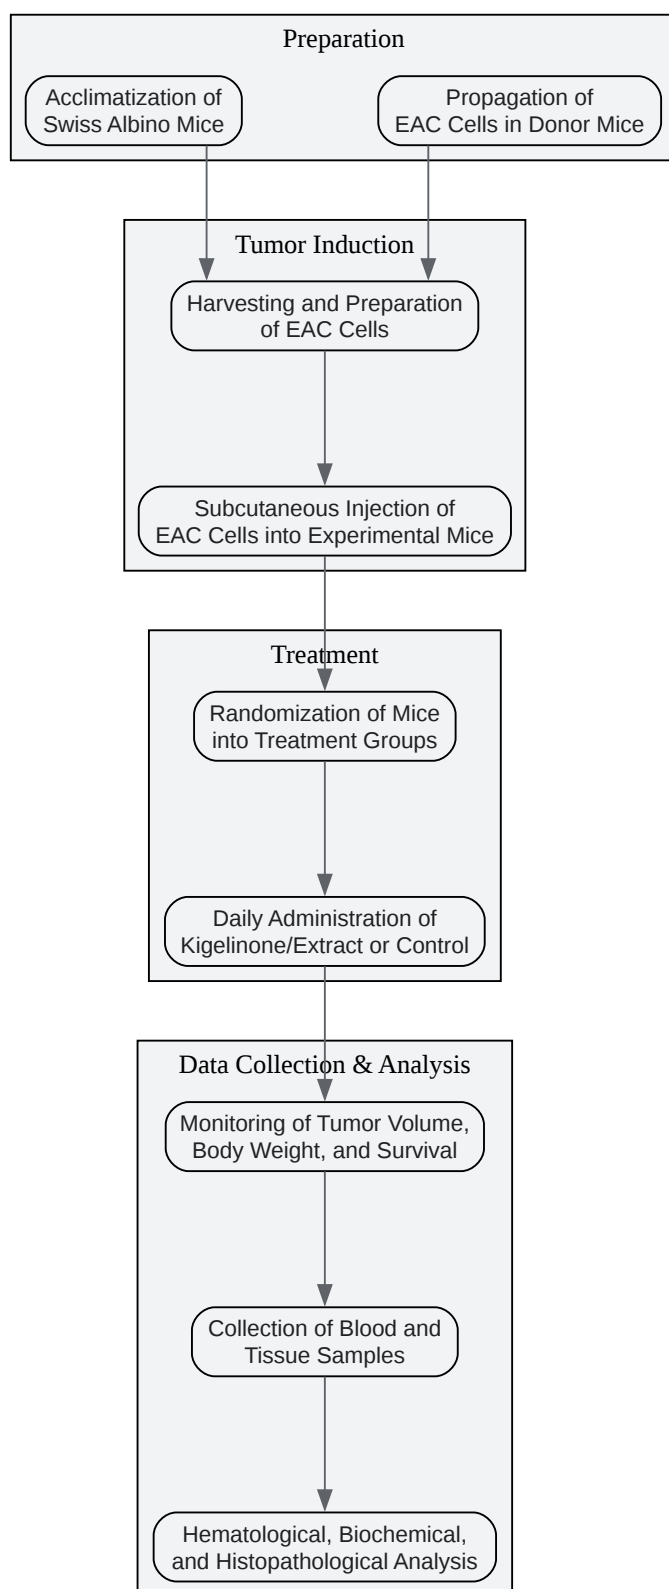 Preparation
Acclimatization of
Swiss Albino Mice
Propagation of
EAC Cells in Donor Mice
Tumor Induction
Harvesting and Preparation
of EAC Cells
Subcutaneous Injection of
EAC Cells into Experimental Mice
Treatment
Randomization of Mice
into Treatment Groups
Daily Administration of
Kigelinone/Extract or Control
Data Collection & Analysis
Monitoring of Tumor Volume,
Body Weight, and Survival
Collection of Blood and
Tissue Samples
Hematological, Biochemical,
and Histopathological Analysis